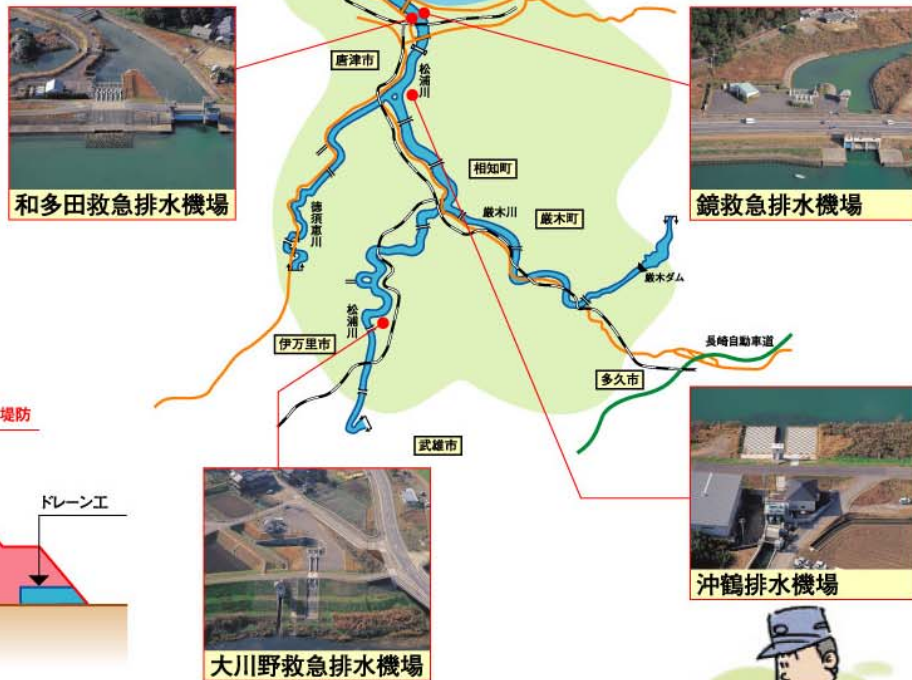 和多田救急排水機場
鏡救急排水機場
唐津市
松浦川
相知町
厳木川
厳木町
徳須恵川
厳木ダム
松浦川
伊万里市
長崎自動車道
多久市
武雄市
堤防
ドレーン工
大川野救急排水機場
沖鶴排水機場